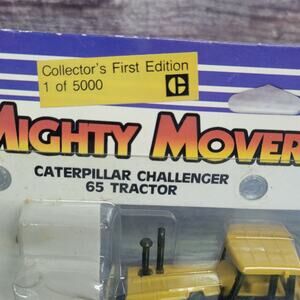 Collector's First Edition
1 of 5000
C
MIGHTY MOVER
CATERPILLAR CHALLENGER
65 TRACTOR